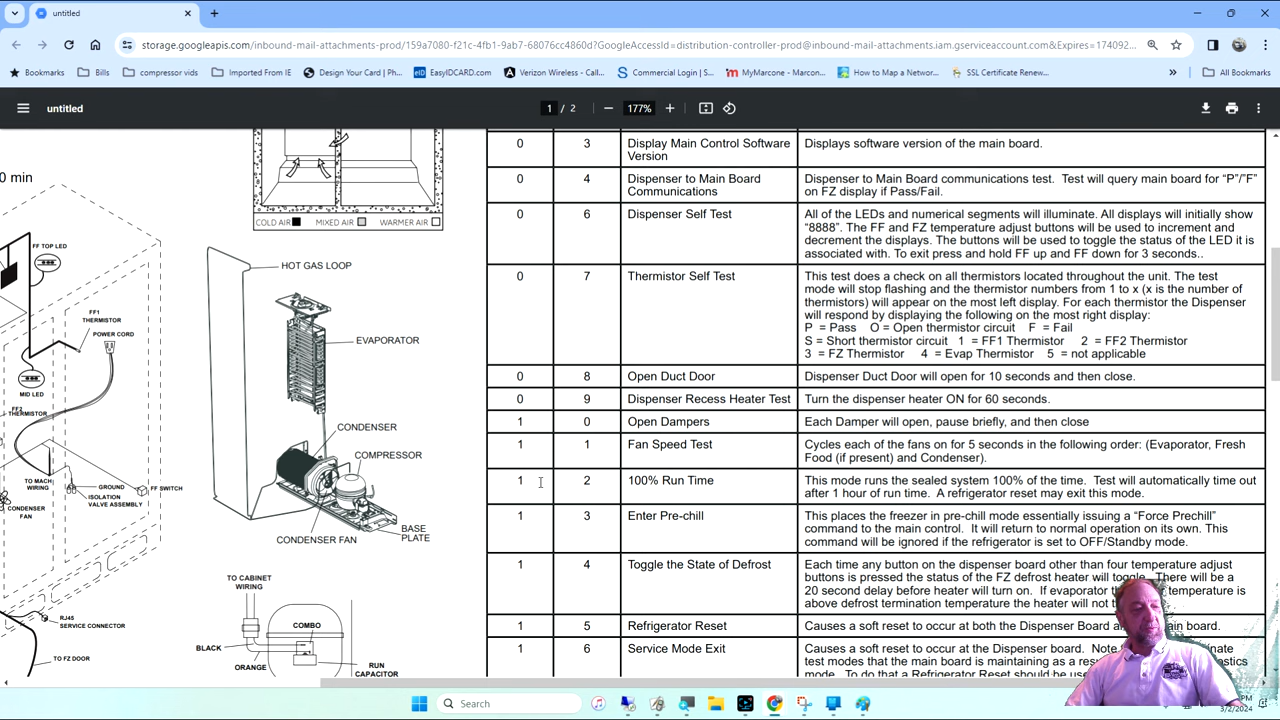 untitled
storage.googleapis.com/inbound-mail-attachments-prod/159a7080-f21c-4fb1-9ab7-68076cc4860d?GoogleAccessId=distribution-controller-prod@inbound-mail-attachments.iam.gserviceaccount.com&Expires=174092...
Bookmarks
Bills
compressor vids
Imported From IE
Design Your Card | Ph...
eID
EasyIDCARD.com
Verizon Wireless - Call...
Commercial Login | S...
MyMarcone - Marcon...
How to Map a Networ...
SSL Certificate Renew...
All Bookmarks
untitled
1 / 2
177%
0 min
FF TOP LED
FF1
THERMISTOR
POWER CORD
MID LED
FF2
THERMISTOR
TO MACH
WIRING
GROUND
ISOLATION
VALVE ASSEMBLY
FF SWITCH
CONDENSER
FAN
RJ45
SERVICE CONNECTOR
TO FZ DOOR
COLD AIR
MIXED AIR
WARMER AIR
HOT GAS LOOP
EVAPORATOR
CONDENSER
COMPRESSOR
BASE
PLATE
CONDENSER FAN
TO CABINET
WIRING
COMBO
BLACK
ORANGE
RUN
CAPACITOR
0 3 Display Main Control Software Displays software version of the main board.
Version
0 4 Dispenser to Main Board Dispenser to Main Board communications test. Test will query main board for “P”/“F”
Communications on FZ display if Pass/Fail.
0 6 Dispenser Self Test All of the LEDs and numerical segments will illuminate. All displays will initially show
“8888”. The FF and FZ temperature adjust buttons will be used to increment and
decrement the displays. The buttons will be used to toggle the status of the LED it is
associated with. To exit press and hold FF up and FF down for 3 seconds..
0 7 Thermistor Self Test This test does a check on all thermistors located throughout the unit. The test
mode will stop flashing and the thermistor numbers from 1 to x (x is the number of
thermistors) will appear on the most left display. For each thermistor the Dispenser
will respond by displaying the following on the most right display:
P = Pass O = Open thermistor circuit F = Fail
S = Short thermistor circuit 1 = FF1 Thermistor 2 = FF2 Thermistor
3 = FZ Thermistor 4 = Evap Thermistor 5 = not applicable
0 8 Open Duct Door Dispenser Duct Door will open for 10 seconds and then close.
0 9 Dispenser Recess Heater Test Turn the dispenser heater ON for 60 seconds.
1 0 Open Dampers Each Damper will open, pause briefly, and then close
1 1 Fan Speed Test Cycles each of the fans on for 5 seconds in the following order: (Evaporator, Fresh
Food (if present) and Condenser).
1 2 100% Run Time This mode runs the sealed system 100% of the time. Test will automatically time out
after 1 hour of run time. A refrigerator reset may exit this mode.
1 3 Enter Pre-chill This places the freezer in pre-chill mode essentially issuing a “Force Prechill”
command to the main control. It will return to normal operation on its own. This
command will be ignored if the refrigerator is set to OFF/Standby mode.
1 4 Toggle the State of Defrost Each time any button on the dispenser board other than four temperature adjust
buttons is pressed the status of the FZ defrost heater will toggle. There will be a
20 second delay before heater will turn on. If evaporator temperature is
above defrost termination temperature the heater will not
1 5 Refrigerator Reset Causes a soft reset to occur at both the Dispenser Board board.
1 6 Service Mode Exit Causes a soft reset to occur at the Dispenser board. Note
test modes that the main board is maintaining as a
mode. To do that a Refrigerator Reset should be
Search
3/2/2024